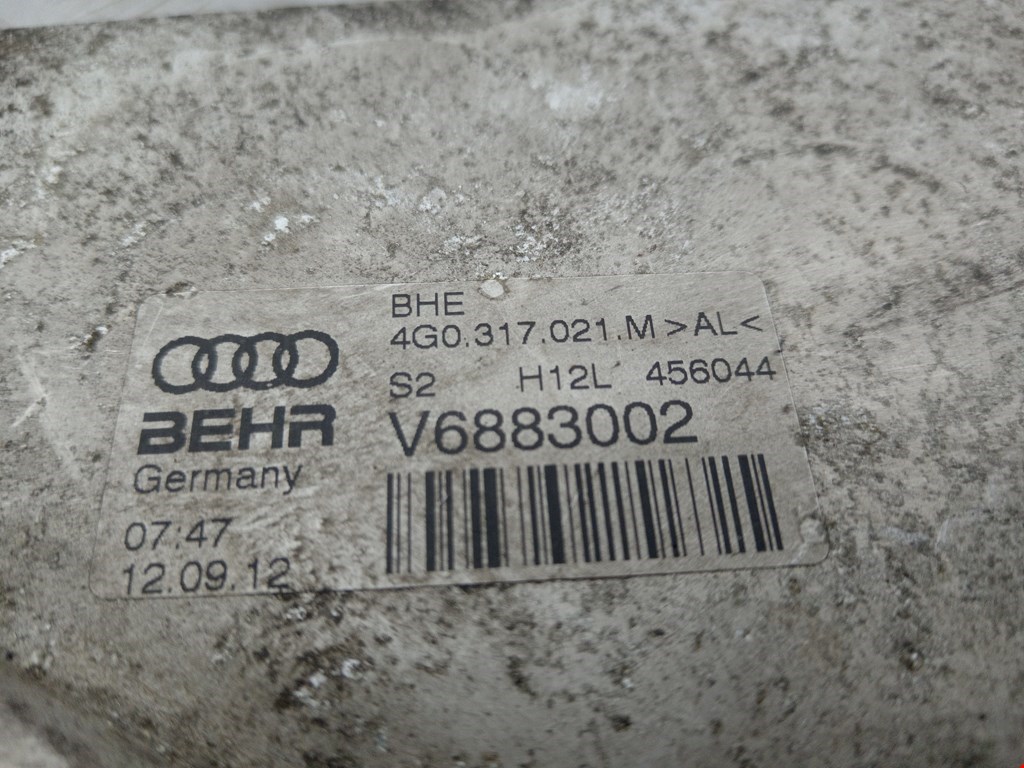 BHE
4G0.317.021.M >AL<
S2 H12L 456044
V6883002
BEHR
Germany
07:47
12.09.12